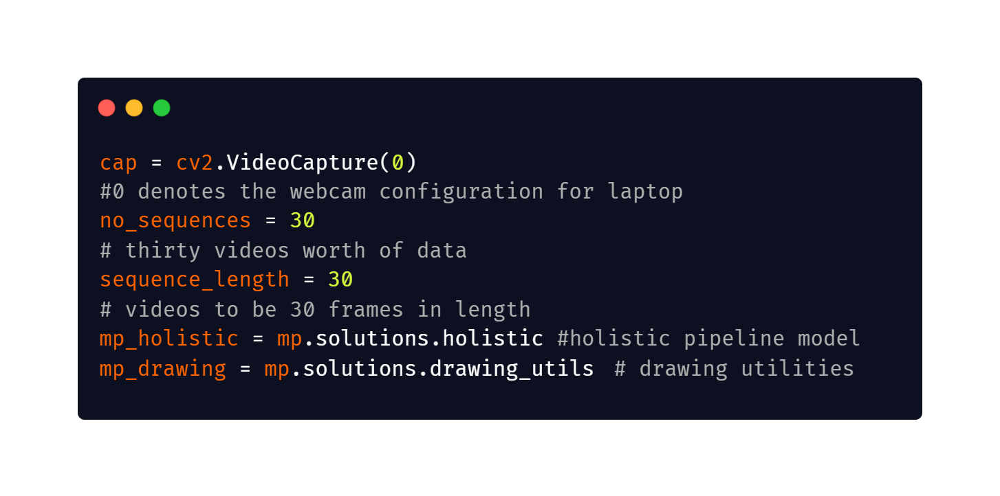 cap = cv2.VideoCapture(0)
#0 denotes the webcam configuration for laptop
no_sequences = 30
# thirty videos worth of data
sequence_length = 30
# videos to be 30 frames in length
mp_holistic = mp.solutions.holistic #holistic pipeline model
mp_drawing = mp.solutions.drawing_utils # drawing utilities